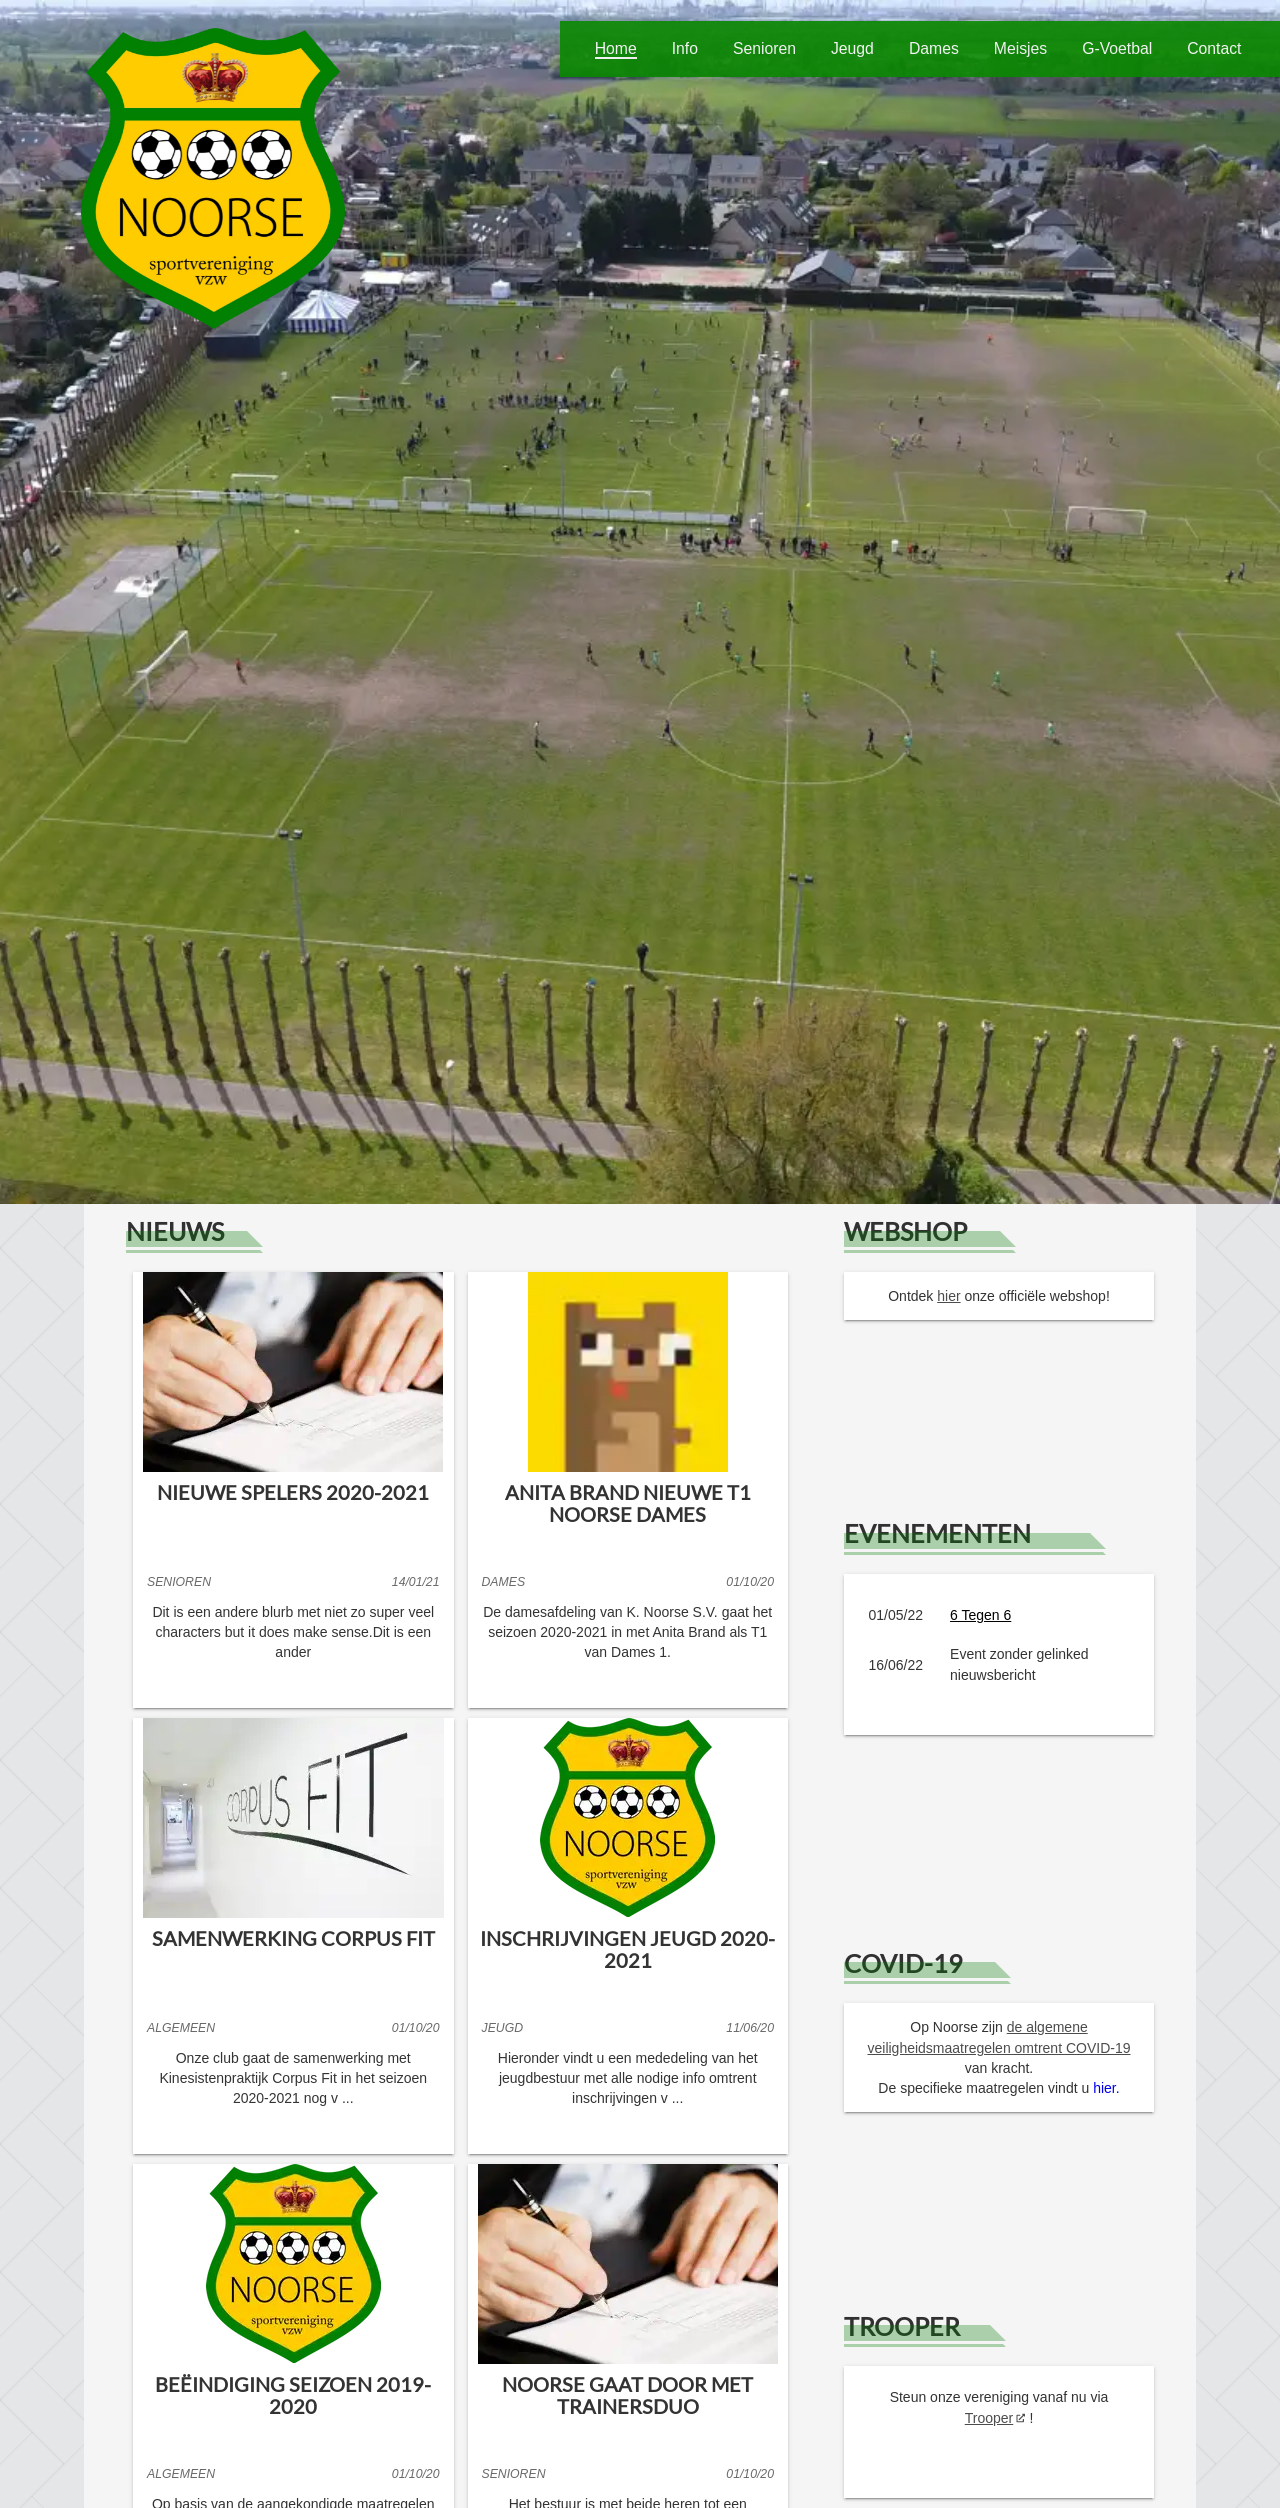 NOORSE
sportvereniging
vzw
Home Info Senioren Jeugd Dames Meisjes G-Voetbal Contact
NIEUWS
NIEUWE SPELERS 2020-2021
SENIOREN 14/01/21
Dit is een andere blurb met niet zo super veel
characters but it does make sense.Dit is een
ander
ANITA BRAND NIEUWE T1
NOORSE DAMES
DAMES 01/10/20
De damesafdeling van K. Noorse S.V. gaat het
seizoen 2020-2021 in met Anita Brand als T1
van Dames 1.
CORPUS FIT
SAMENWERKING CORPUS FIT
ALGEMEEN 01/10/20
Onze club gaat de samenwerking met
Kinesistenpraktijk Corpus Fit in het seizoen
2020-2021 nog v ...
NOORSE
sportvereniging
vzw
INSCHRIJVINGEN JEUGD 2020-
2021
JEUGD 11/06/20
Hieronder vindt u een mededeling van het
jeugdbestuur met alle nodige info omtrent
inschrijvingen v ...
NOORSE
sportvereniging
vzw
BEËINDIGING SEIZOEN 2019-
2020
ALGEMEEN 01/10/20
Op basis van de aangekondigde maatregelen
NOORSE GAAT DOOR MET
TRAINERSDUO
SENIOREN 01/10/20
Het bestuur is met beide heren tot een
WEBSHOP
Ontdek hier onze officiële webshop!
EVENEMENTEN
01/05/22 6 Tegen 6
16/06/22 Event zonder gelinked
nieuwsbericht
COVID-19
Op Noorse zijn de algemene
veiligheidsmaatregelen omtrent COVID-19
van kracht.
De specifieke maatregelen vindt u hier.
TROOPER
Steun onze vereniging vanaf nu via
Trooper !